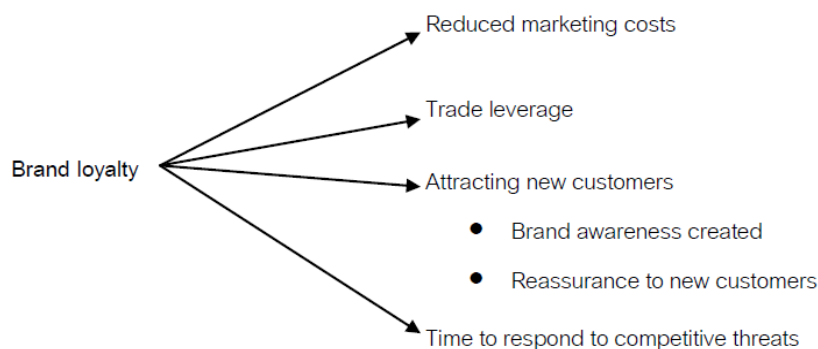 Reduced marketing costs
Trade leverage
Brand loyalty
Attracting new customers
● Brand awareness created
● Reassurance to new customers
Time to respond to competitive threats